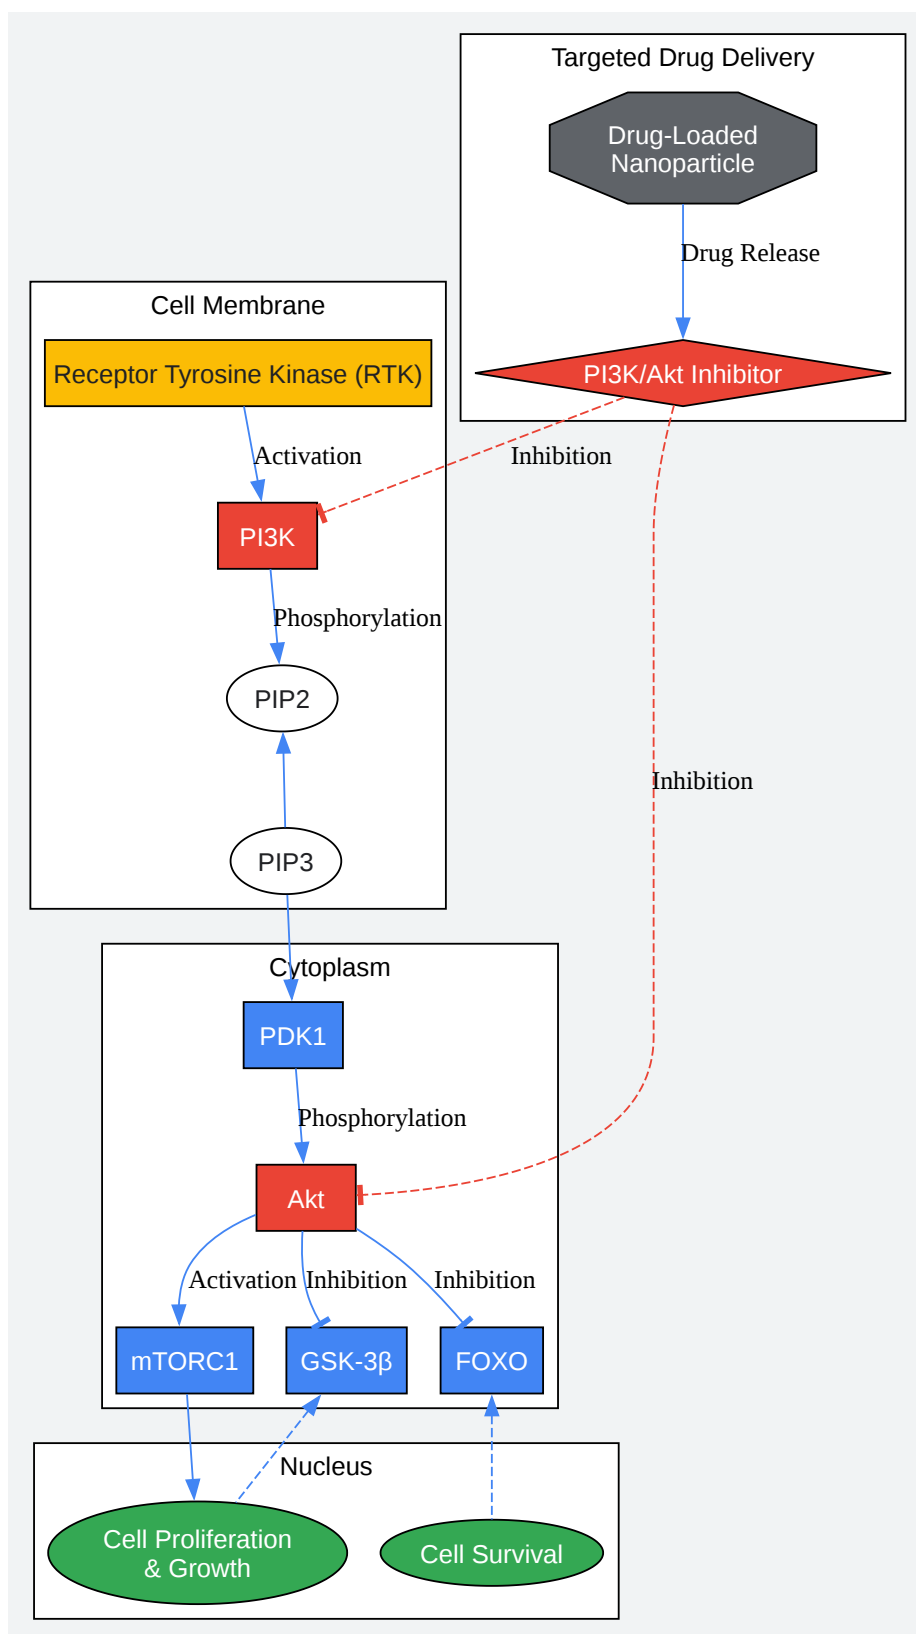 Targeted Drug Delivery
Drug-Loaded
Nanoparticle
Drug Release
PI3K/Akt Inhibitor
Cell Membrane
Receptor Tyrosine Kinase (RTK)
Activation
Inhibition
PI3K
Phosphorylation
PIP2
Inhibition
PIP3
Cytoplasm
PDK1
Phosphorylation
Akt
Activation
Inhibition
Inhibition
mTORC1
GSK-3β
FOXO
Nucleus
Cell Proliferation
& Growth
Cell Survival